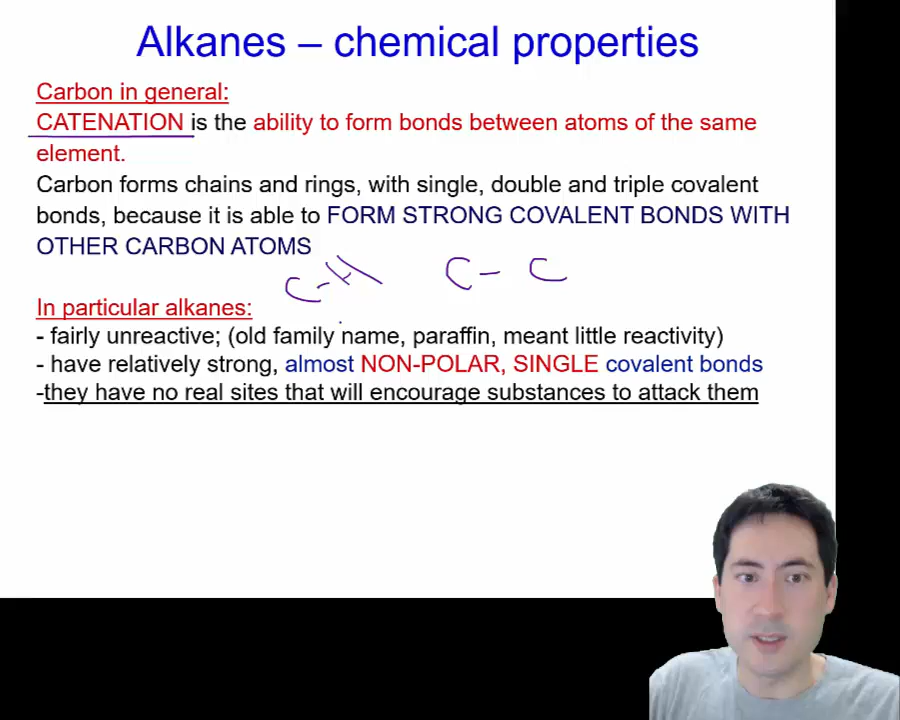 Alkanes – chemical properties
Carbon in general:
CATENATION is the ability to form bonds between atoms of the same
element.
Carbon forms chains and rings, with single, double and triple covalent
bonds, because it is able to FORM STRONG COVALENT BONDS WITH
OTHER CARBON ATOMS
C-H C-C
In particular alkanes:
- fairly unreactive; (old family name, paraffin, meant little reactivity)
- have relatively strong, almost NON-POLAR, SINGLE covalent bonds
-they have no real sites that will encourage substances to attack them